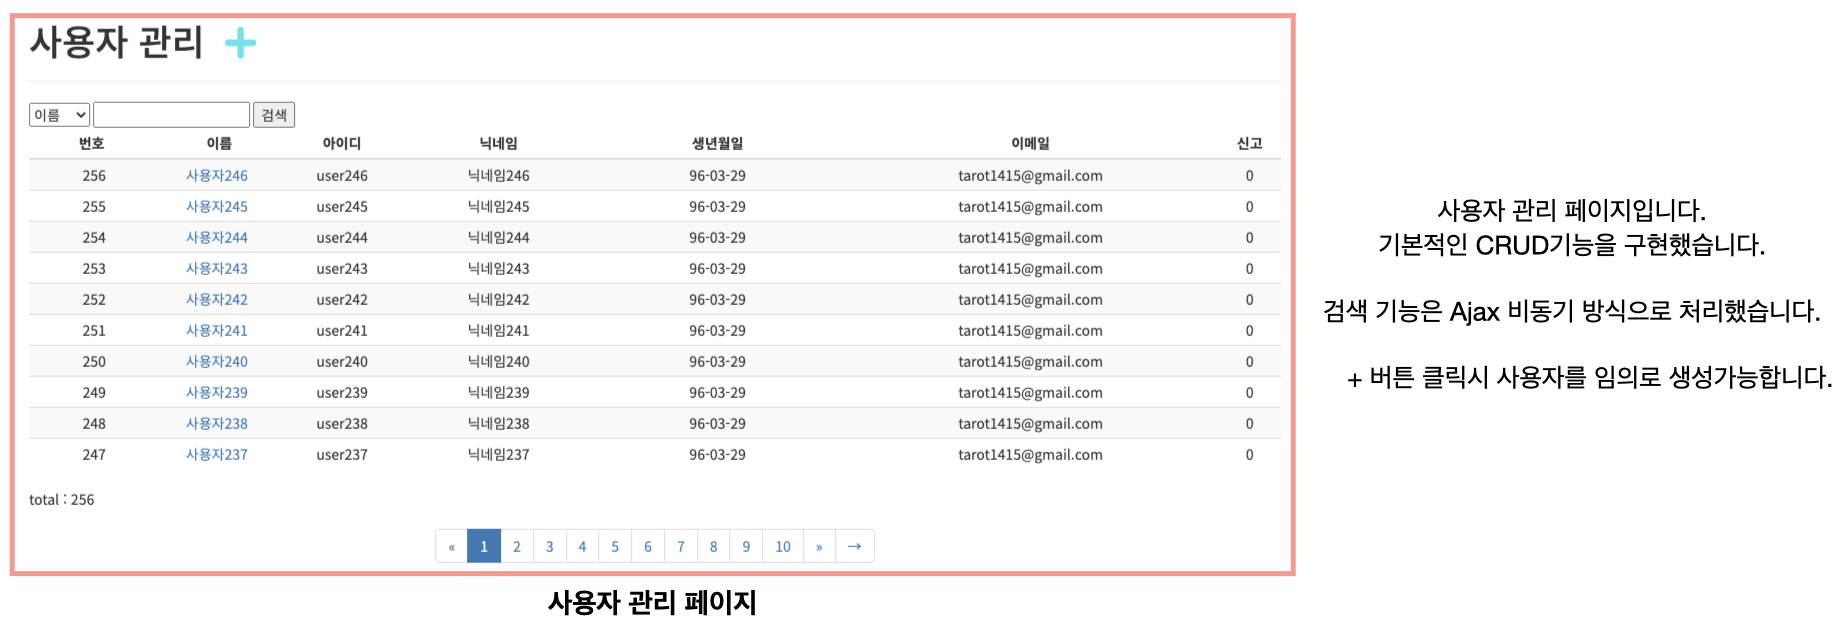 사용자 관리 +
이름 검색
번호 이름 아이디 닉네임 생년월일 이메일 신고
256 사용자246 user246 닉네임246 96-03-29 tarot1415@gmail.com 0
255 사용자245 user245 닉네임245 96-03-29 tarot1415@gmail.com 0
254 사용자244 user244 닉네임244 96-03-29 tarot1415@gmail.com 0
253 사용자243 user243 닉네임243 96-03-29 tarot1415@gmail.com 0
252 사용자242 user242 닉네임242 96-03-29 tarot1415@gmail.com 0
251 사용자241 user241 닉네임241 96-03-29 tarot1415@gmail.com 0
250 사용자240 user240 닉네임240 96-03-29 tarot1415@gmail.com 0
249 사용자239 user239 닉네임239 96-03-29 tarot1415@gmail.com 0
248 사용자238 user238 닉네임238 96-03-29 tarot1415@gmail.com 0
247 사용자237 user237 닉네임237 96-03-29 tarot1415@gmail.com 0
total : 256
« 1 2 3 4 5 6 7 8 9 10 » →
사용자 관리 페이지
사용자 관리 페이지입니다.
기본적인 CRUD기능을 구현했습니다.
검색 기능은 Ajax 비동기 방식으로 처리했습니다.
+ 버튼 클릭시 사용자를 임의로 생성가능합니다.